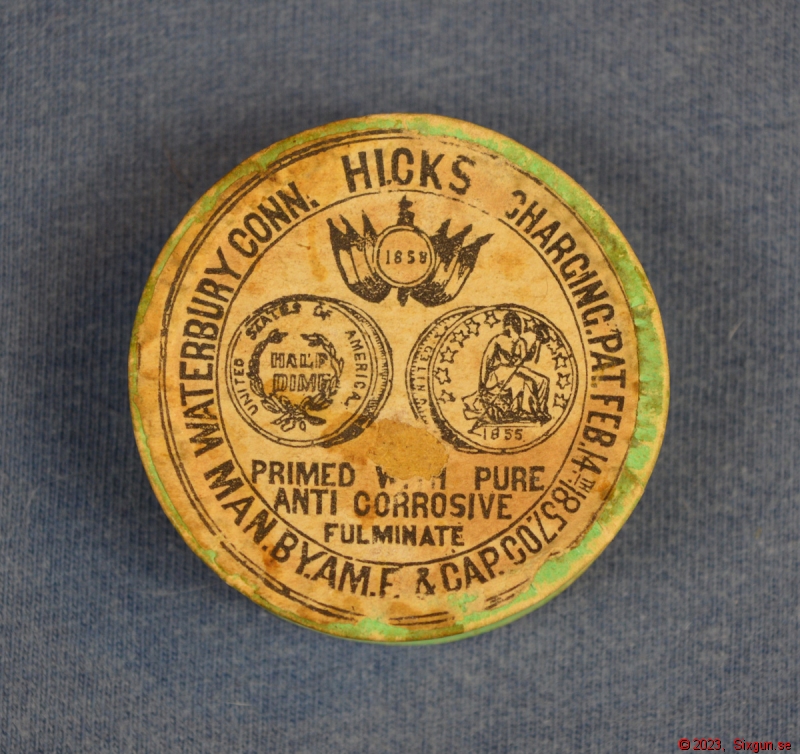 HICKS CHARGING. PAT. FEB. 14TH 1857.
MAN. BY. AM. F. & CAP. CO.
WATERBURY CONN.
1858
UNITED STATES OF AMERICA.
HALF
DIME
1855
PRIMED WITH PURE
ANTI CORROSIVE
FULMINATE
© 2023, Sixgun.se